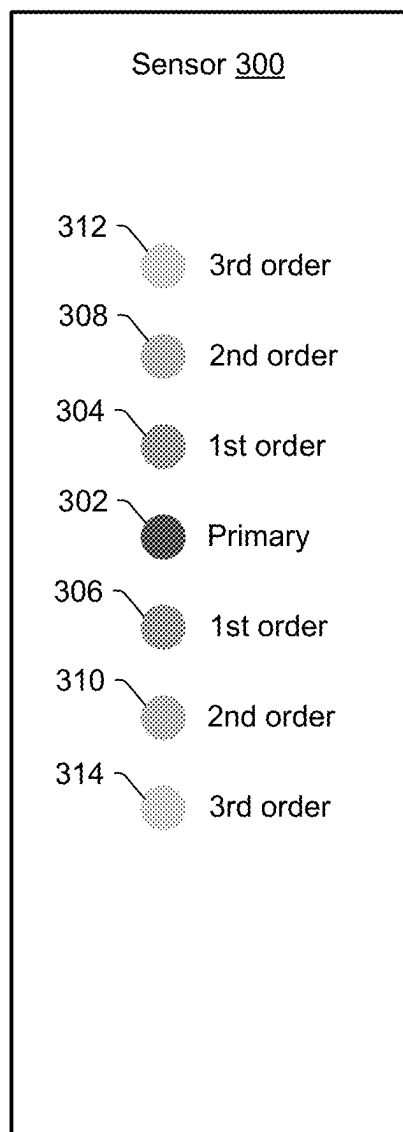 Sensor 300
312
3rd order
308
2nd order
304
1st order
302
Primary
306
1st order
310
2nd order
314
3rd order